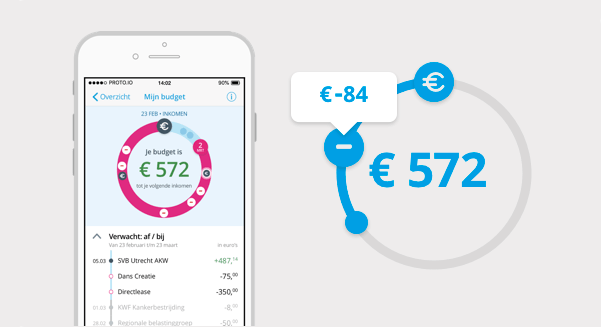 PROTO.IO 14:02 90%
Overzicht Mijn budget
23 FEB • INKOMEN
€
2
Je budget is
€ 572
tot je volgende inkomen
€ €
Verwacht: af / bij
Van 23 februari t/m 23 maart in euro's
05.03 SVB Utrecht AKW +487,14
Dans Creatie -75,00
Directlease -350,00
01.03 KWF Kankerbestrijding -8,00
28.02 Regionale belastinggroep -50,00
€
€-84
€ 572